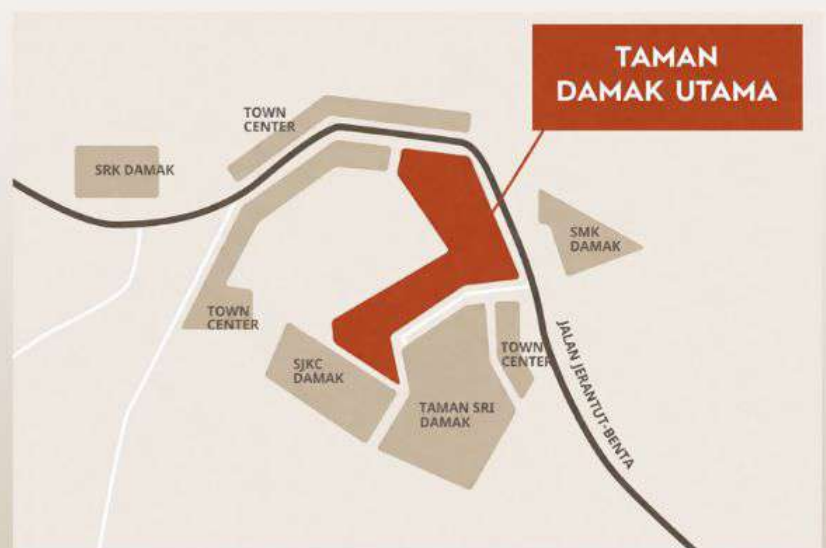 TAMAN
DAMAK UTAMA
TOWN
CENTER
SRK DAMAK
SMK
DAMAK
TOWN
CENTER
TOWN
CENTER
JALAN JERANTUT-BENTA
SJKC
DAMAK
TAMAN SRI
DAMAK